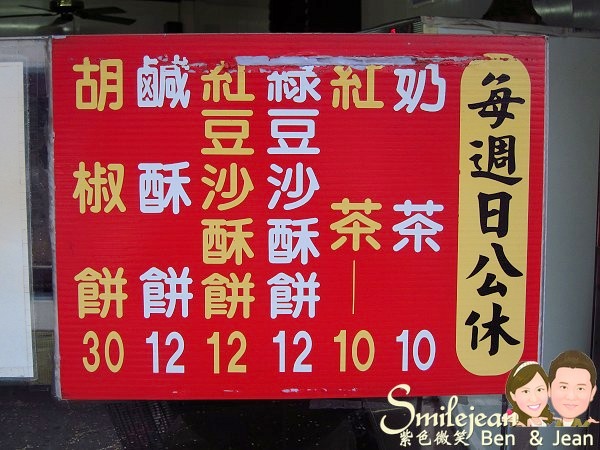 每週日公休
奶茶 10
紅茶 10
綠豆沙酥餅 12
紅豆沙酥餅 12
鹹酥餅 12
胡椒餅 30
Smilejean
紫色微笑 Ben & Jean